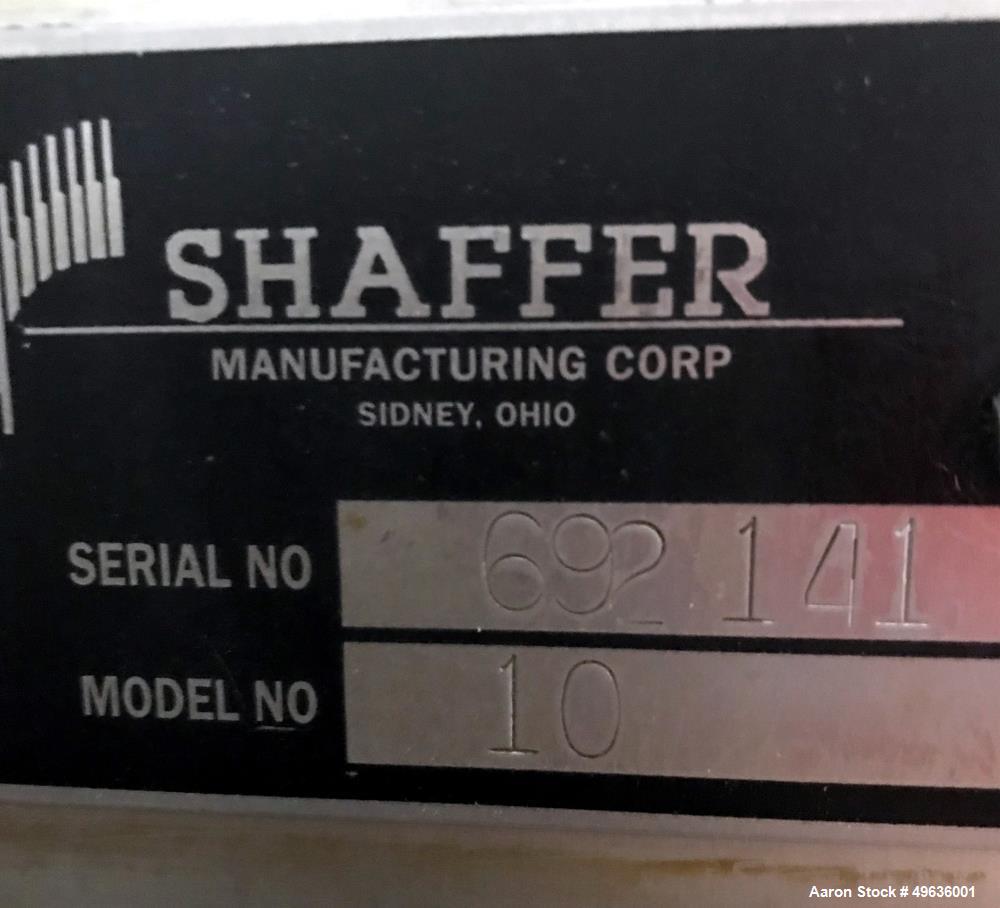 SHAFFER
MANUFACTURING CORP
SIDNEY, OHIO
SERIAL NO 692 141
MODEL NO 10
Aaron Stock # 49636001